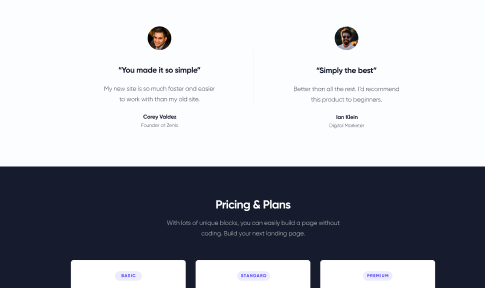 “You made it so simple”
My new site is so much faster and easier
to work with than my old site.
Corey Valdez
Founder at Zenix
“Simply the best”
Better than all the rest. I’d recommend
this product to beginners.
Ian Klein
Digital Marketer
Pricing & Plans
With lots of unique blocks, you can easily build a page without
coding. Build your next landing page.
BASIC
STANDARD
PREMIUM